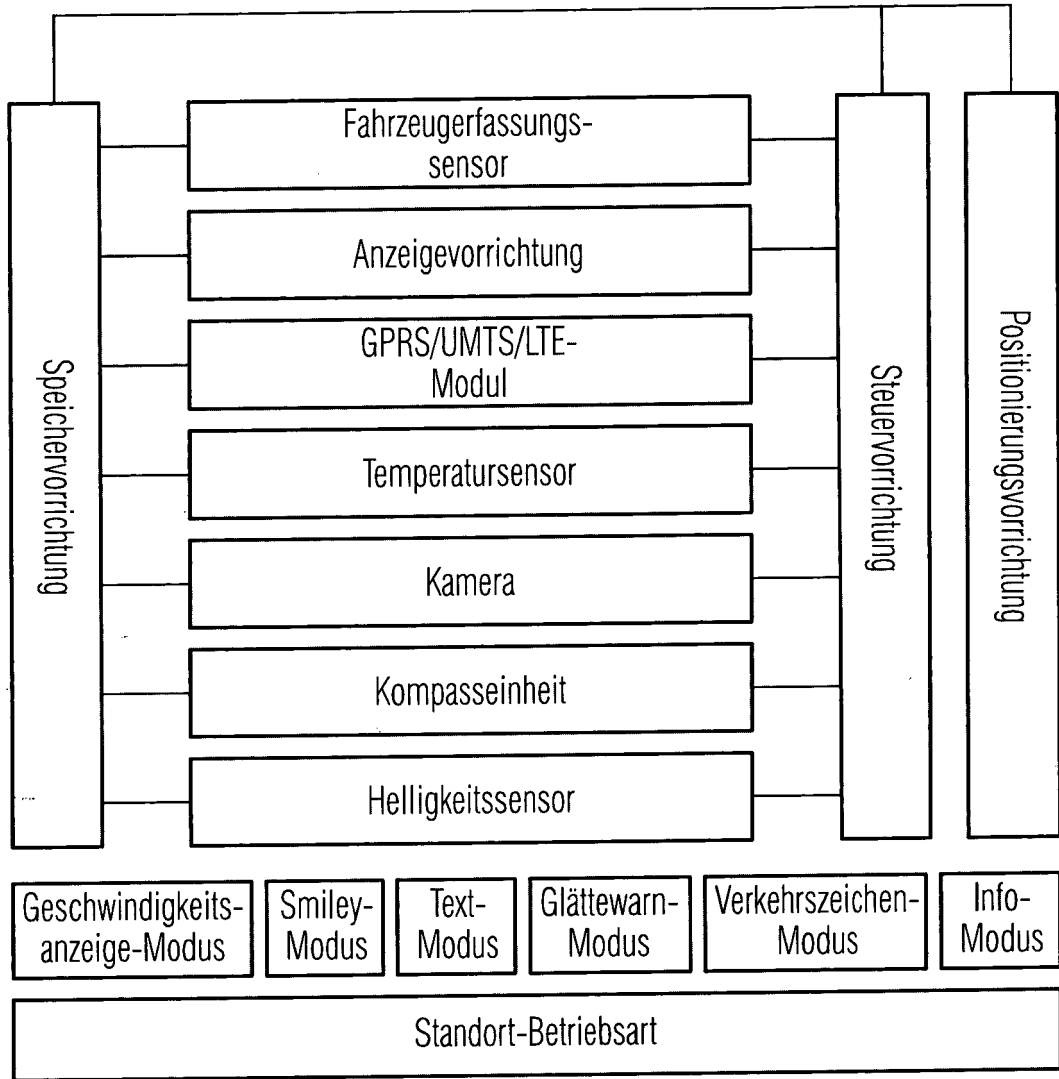 Fahrzeugerfassungs-
sensor
Anzeigevorrichtung
GPRS/UMTS/LTE-
Modul
Temperatursensor
Kamera
Kompasseinheit
Helligkeitssensor
Speichervorrichtung
Steuervorrichtung
Positionierungsvorrichtung
Geschwindigkeits-
anzeige-Modus
Smiley-
Modus
Text-
Modus
Glättewarn-
Modus
Verkehrszeichen-
Modus
Info-
Modus
Standort-Betriebsart